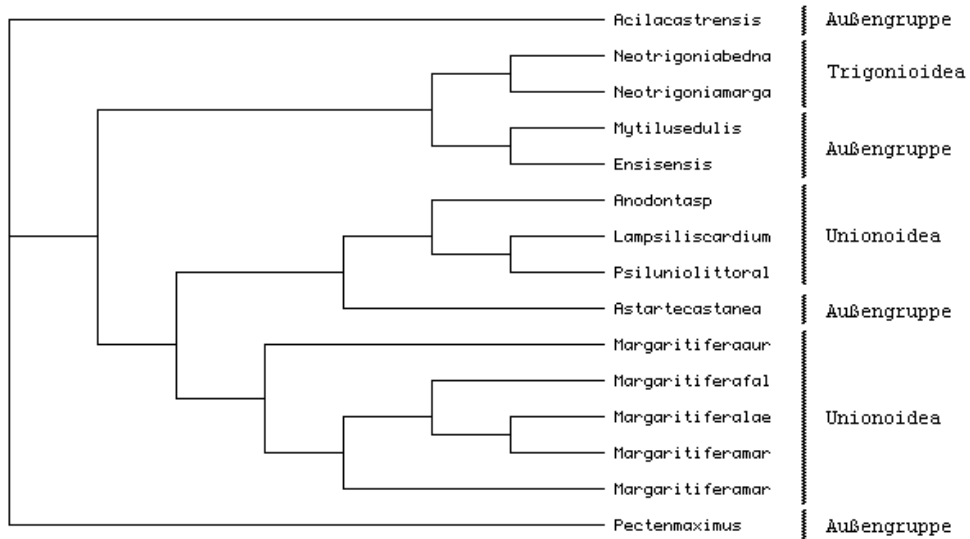 Acilacastrensis Außengruppe
Neotrigoniabedna
Trigonioidea
Neotrigoniamarga
Mytilusedulis
Außengruppe
Ensisensis
Anodontasp
Lampsiliscardium Unionoidea
Psiluniolittoral
Astartecastanea Außengruppe
Margaritiferaaur
Margaritiferafal
Margaritiferalae Unionoidea
Margaritiferamar
Margaritiferamar
Pectenmaximus Außengruppe